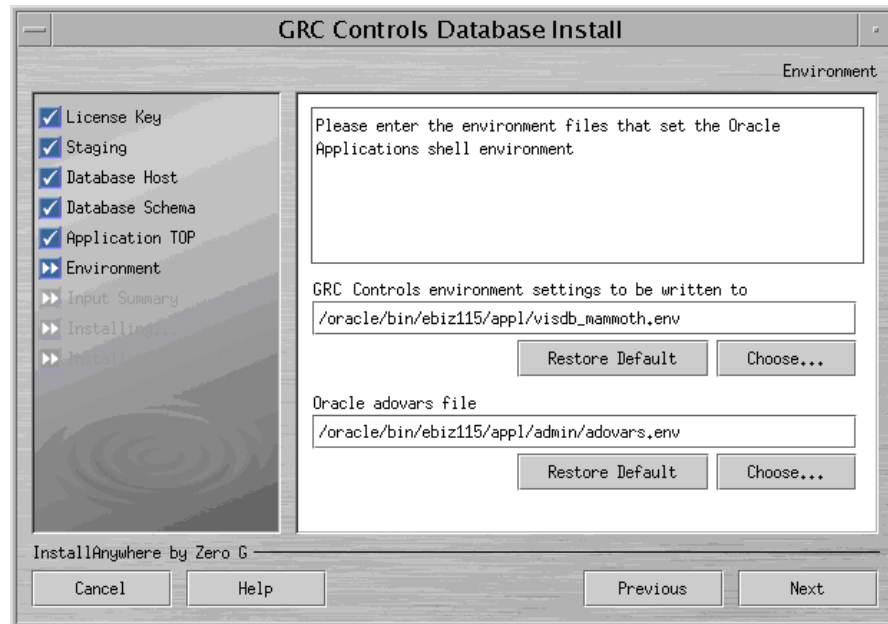 GRC Controls Database Install
Environment
License Key
Staging
Database Host
Database Schema
Application TOP
Environment
Input Summary
Installing...
Please enter the environment files that set the Oracle
Applications shell environment
GRC Controls environment settings to be written to
/oracle/bin/ebiz115/appl/visdb_mammoth.env
Restore Default
Choose...
Oracle adovars file
/oracle/bin/ebiz115/appl/admin/adovars.env
Restore Default
Choose...
InstallAnywhere by Zero G
Cancel
Help
Previous
Next